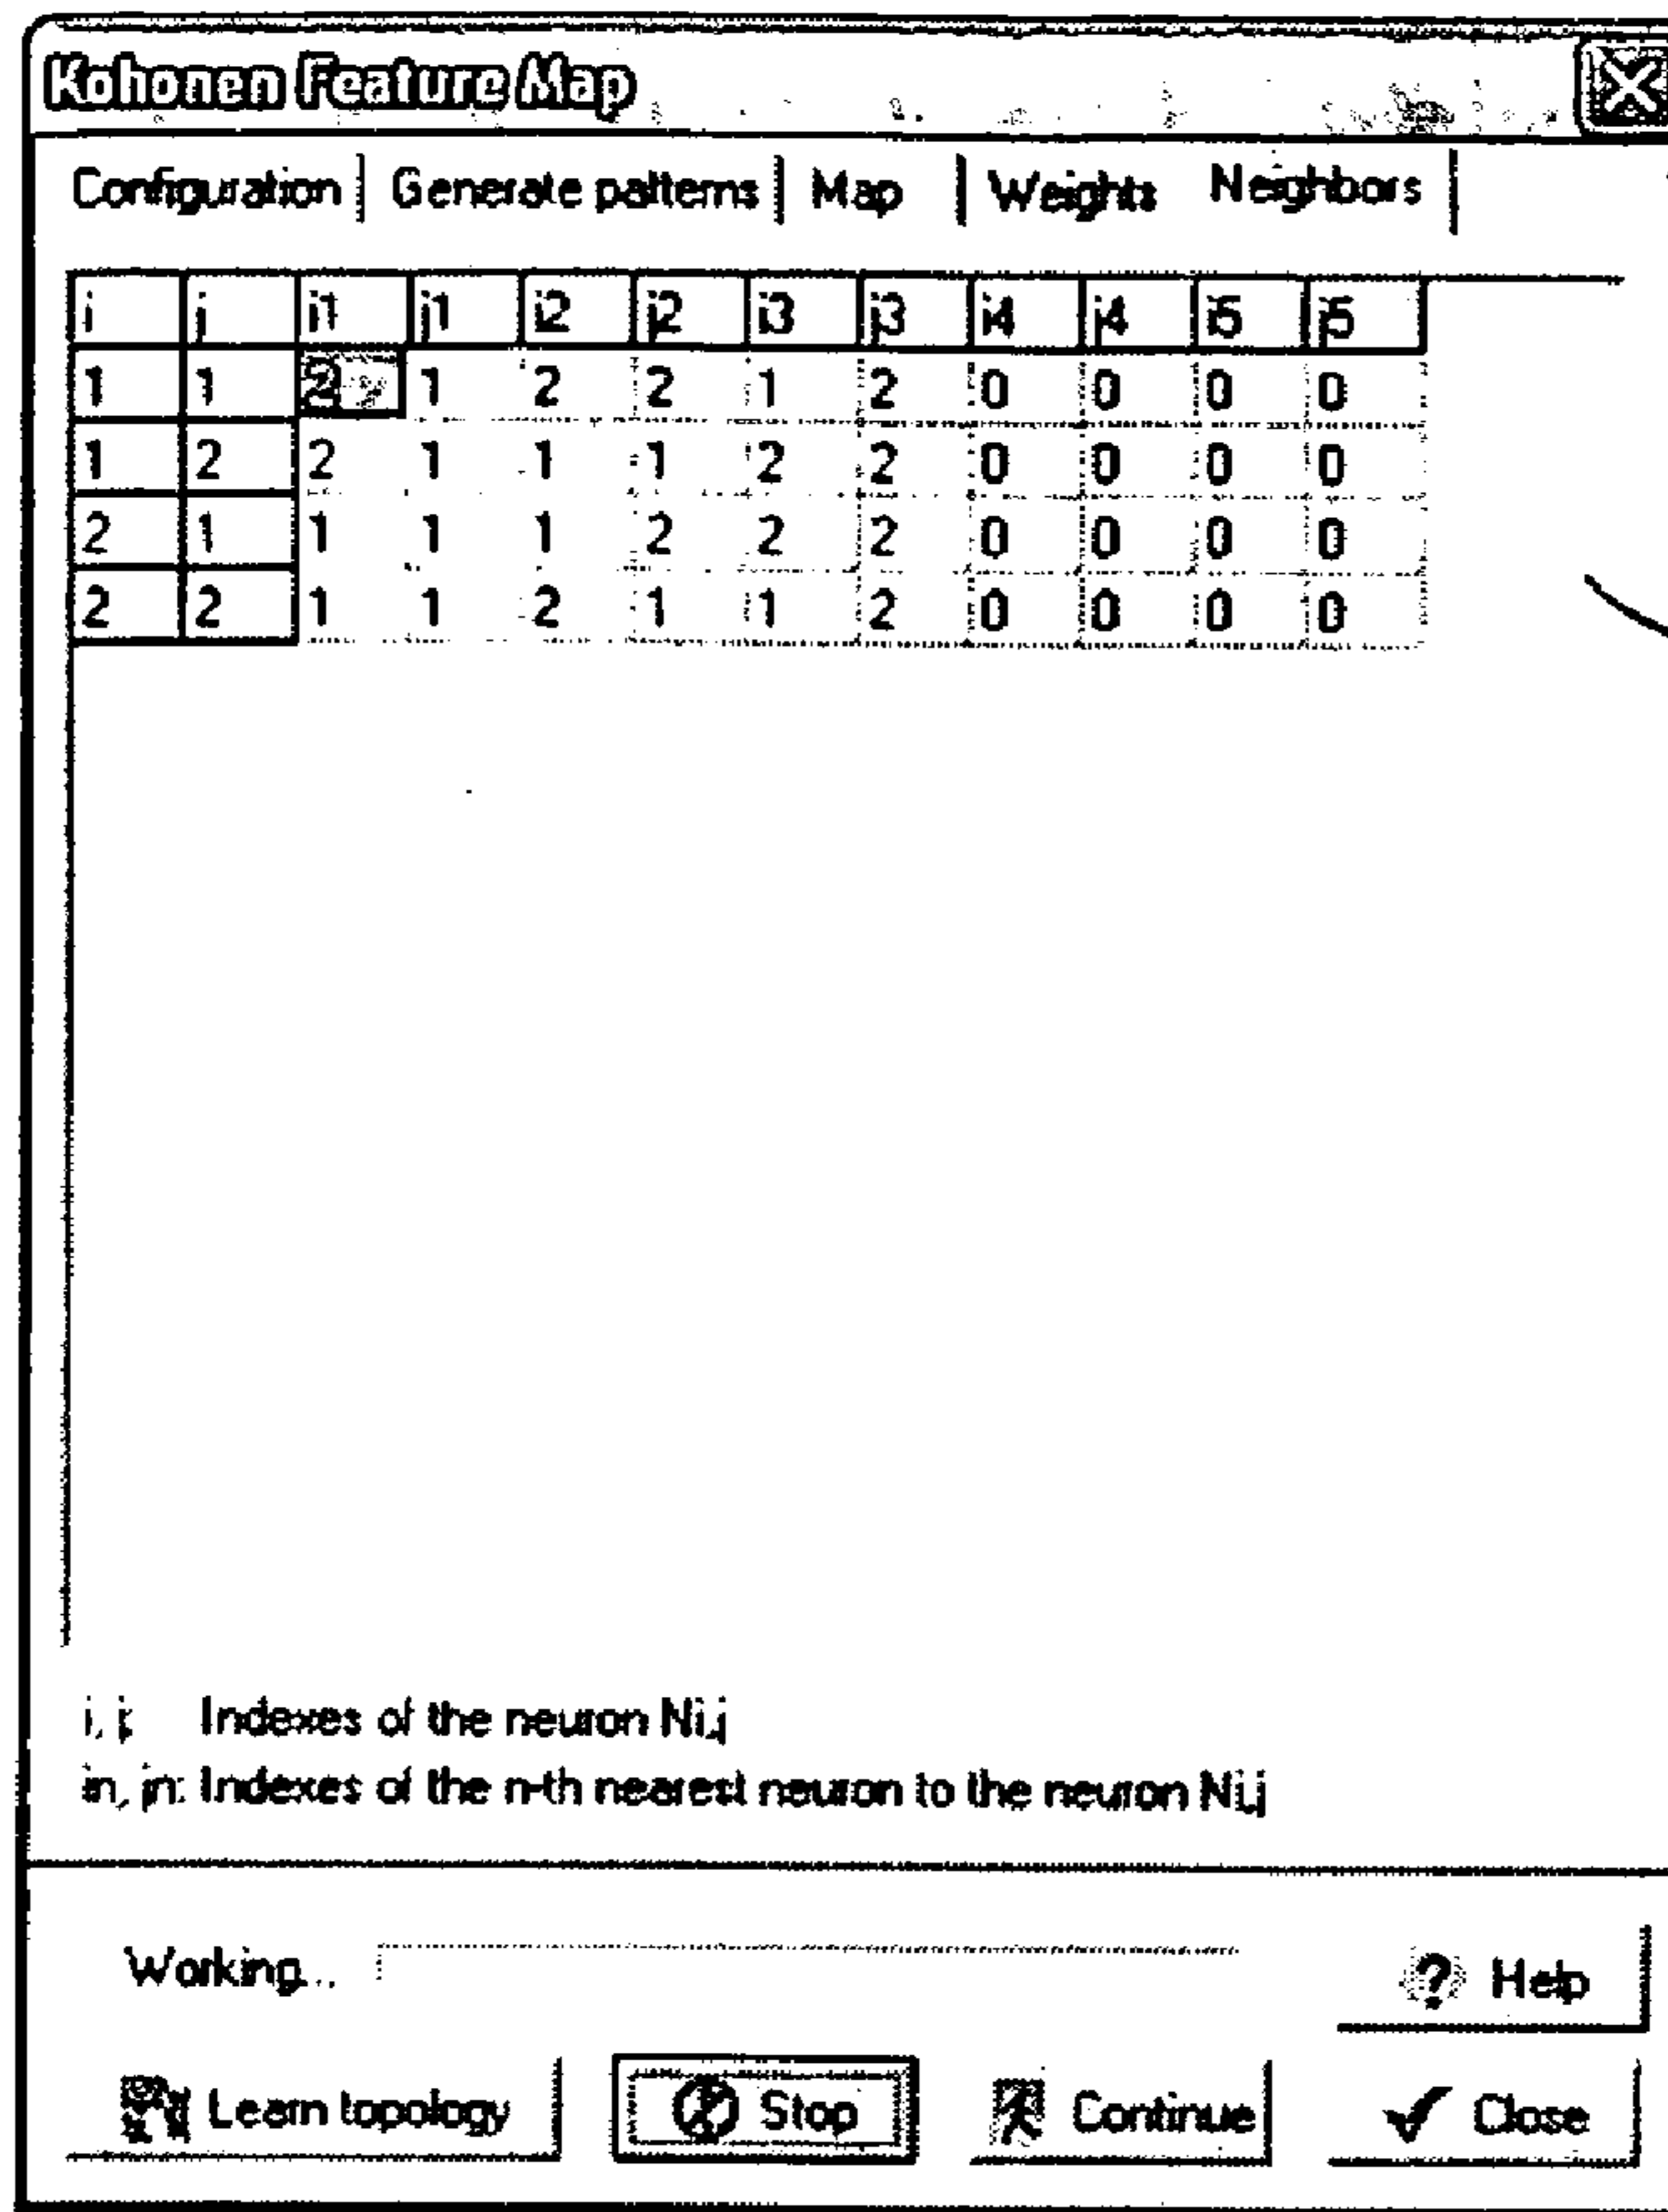 Kohonen Feature Map
Configuration Generate patterns Map Weights Neighbors
i j i1 j1 i2 j2 i3 j3 i4 j4 i5 j5
1 1 2 1 2 2 1 2 0 0 0 0
1 2 2 1 1 1 2 2 0 0 0 0
2 1 1 1 1 2 2 2 0 0 0 0
2 2 1 1 2 1 1 2 0 0 0 0
i, j: Indexes of the neuron Ni,j
in, jn: Indexes of the n-th nearest neuron to the neuron Ni,j
Working...
Help
Learn topology Stop Continue Close